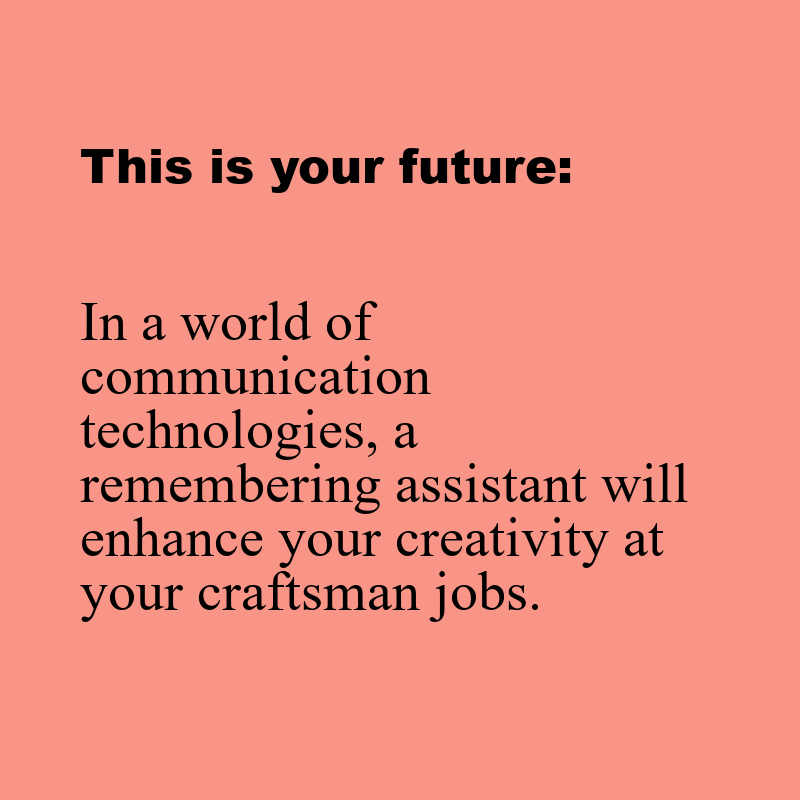 This is your future:
In a world of
communication
technologies, a
remembering assistant will
enhance your creativity at
your craftsman jobs.